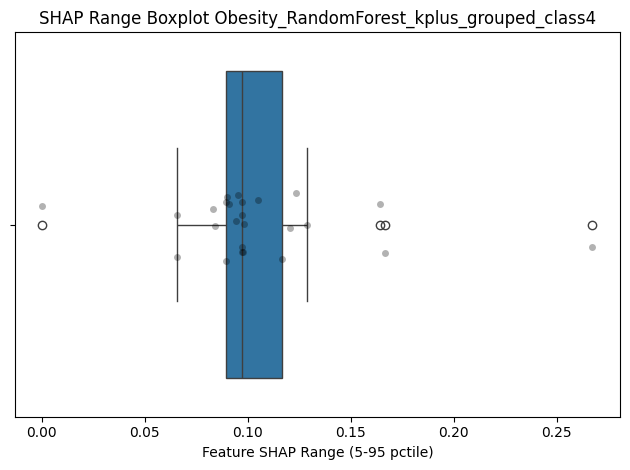 SHAP Range Boxplot Obesity_RandomForest_kplus_grouped_class4
0.00 0.05 0.10 0.15 0.20 0.25
Feature SHAP Range (5-95 pctile)